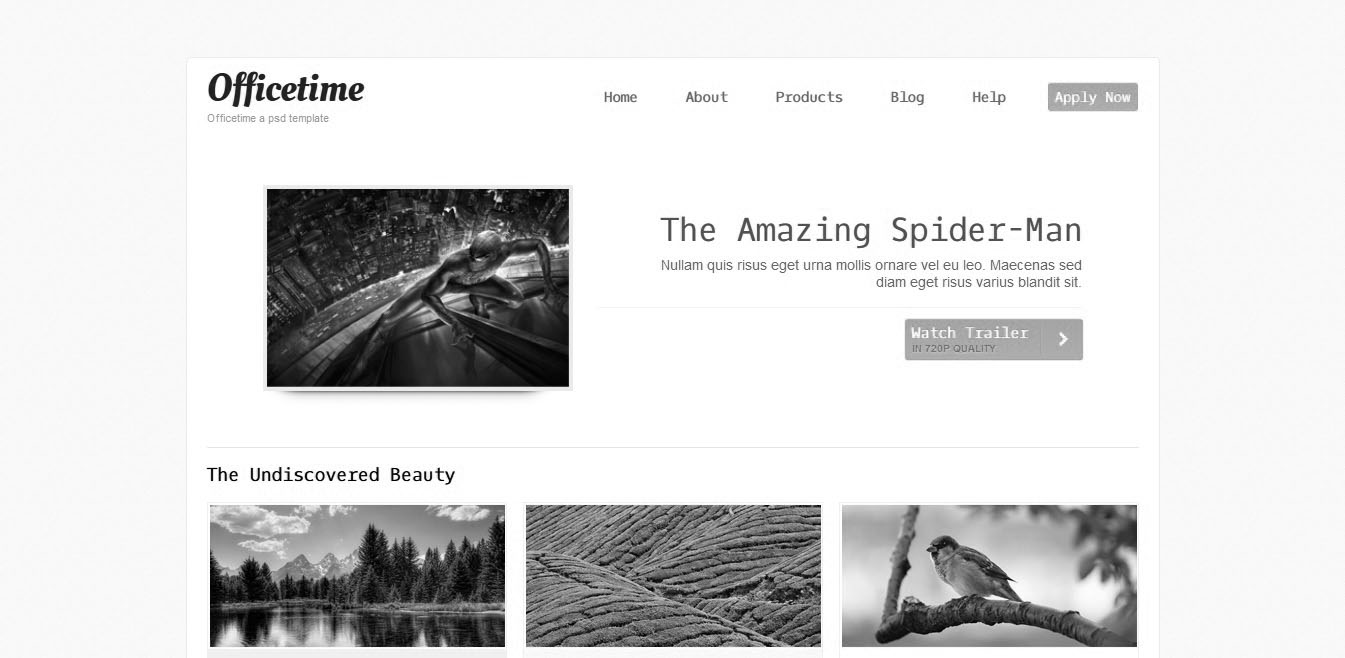 Officetime
Officetime a psd template
Home About Products Blog Help Apply Now
The Amazing Spider-Man
Nullam quis risus eget urna mollis ornare vel eu leo. Maecenas sed
diam eget risus varius blandit sit.
Watch Trailer
IN 720P QUALITY.
The Undiscovered Beauty